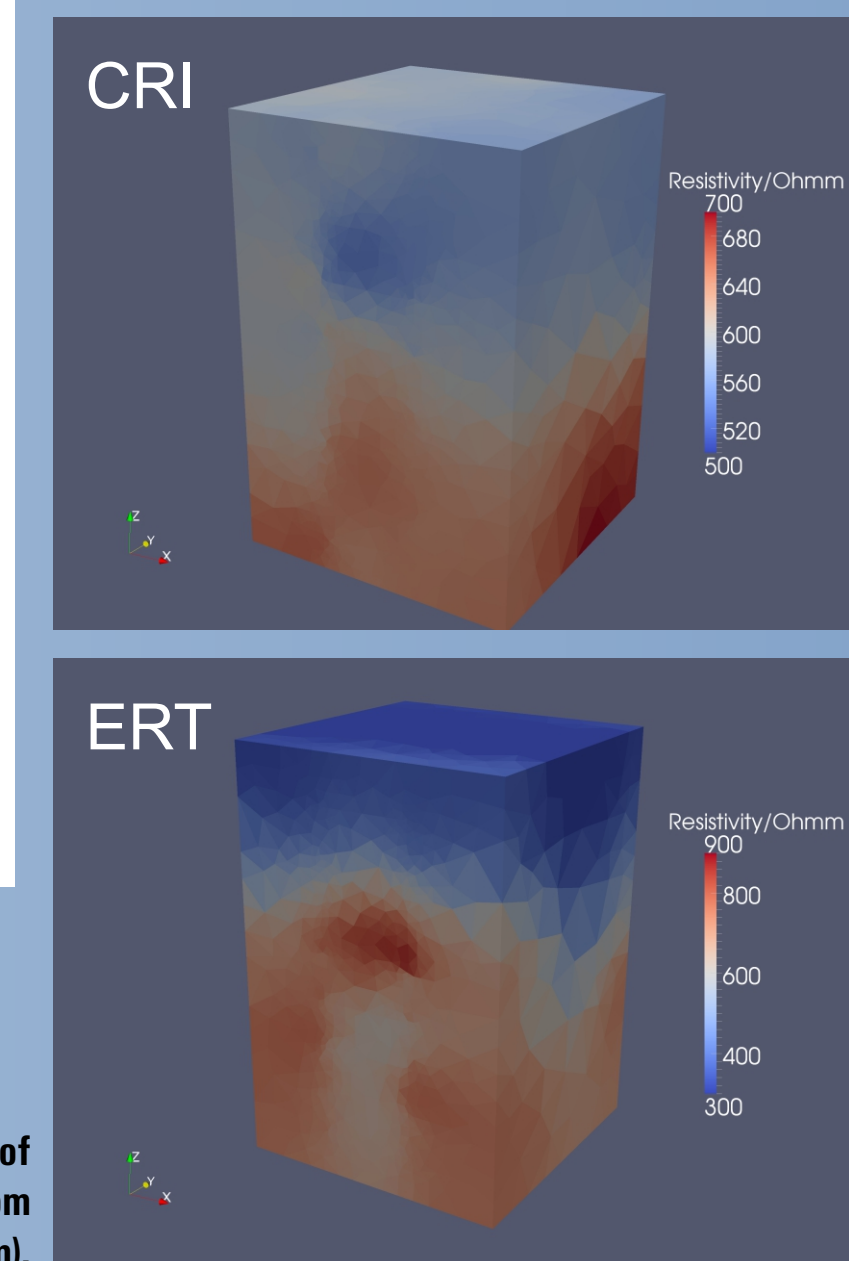 CRI
Resistivity/Ohmm
700
680
640
600
560
520
500
Z
Y
X
ERT
Resistivity/Ohmm
900
800
600
400
300
Z
Y
X
of
om
n).